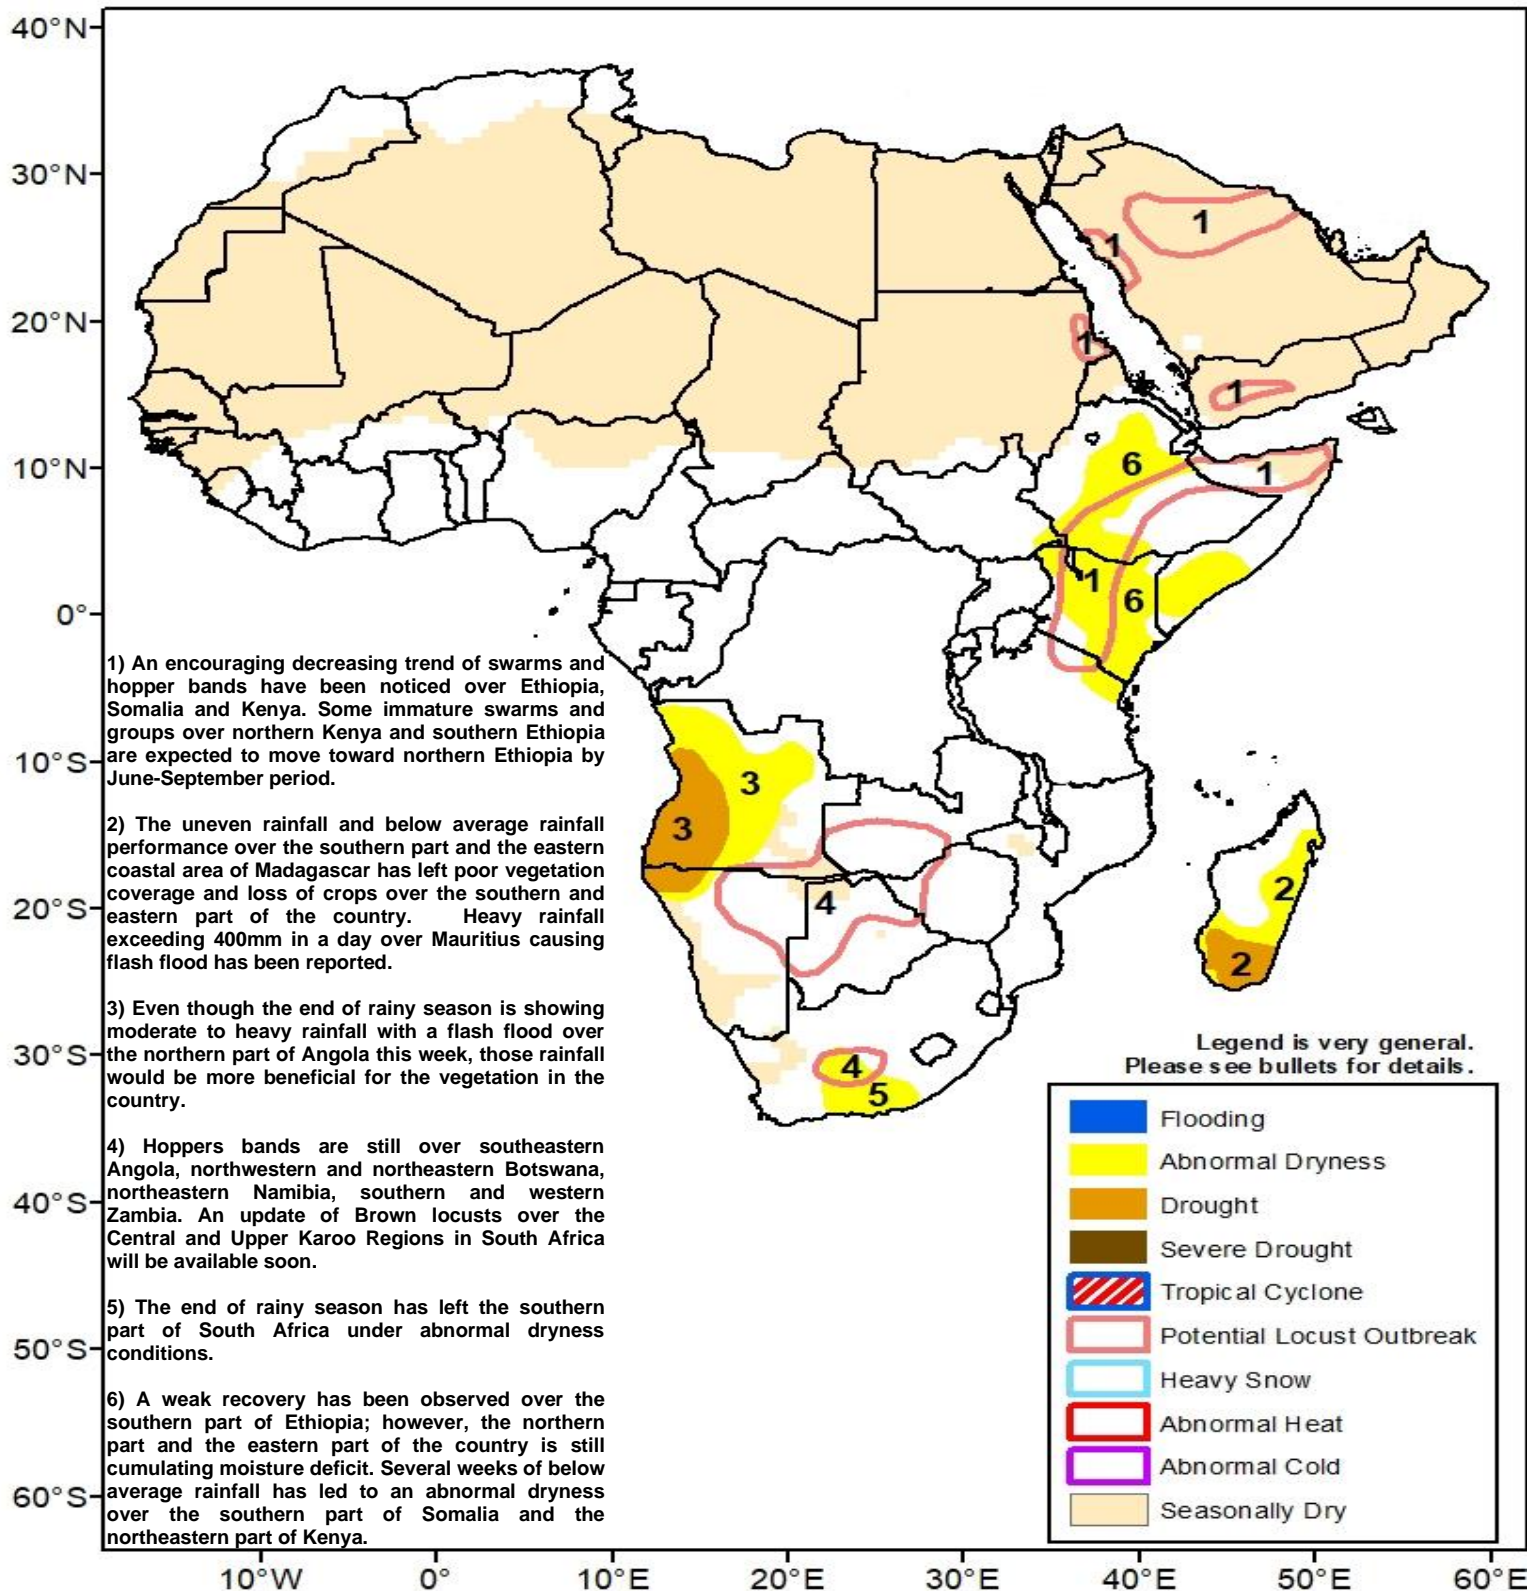 40°N
30°N
20°N
10°N
0°
10°S
20°S
30°S
40°S
50°S
60°S
1
1
1
1
6
1
1
6
3
3
4
2
2
4
5
1) An encouraging decreasing trend of swarms and
hopper bands have been noticed over Ethiopia,
Somalia and Kenya. Some immature swarms and
groups over northern Kenya and southern Ethiopia
are expected to move toward northern Ethiopia by
June-September period.
2) The uneven rainfall and below average rainfall
performance over the southern part and the eastern
coastal area of Madagascar has left poor vegetation
coverage and loss of crops over the southern and
eastern part of the country. Heavy rainfall
exceeding 400mm in a day over Mauritius causing
flash flood has been reported.
3) Even though the end of rainy season is showing
moderate to heavy rainfall with a flash flood over
the northern part of Angola this week, those rainfall
would be more beneficial for the vegetation in the
country.
4) Hoppers bands are still over southeastern
Angola, northwestern and northeastern Botswana,
northeastern Namibia, southern and western
Zambia. An update of Brown locusts over the
Central and Upper Karoo Regions in South Africa
will be available soon.
5) The end of rainy season has left the southern
part of South Africa under abnormal dryness
conditions.
6) A weak recovery has been observed over the
southern part of Ethiopia; however, the northern
part and the eastern part of the country is still
cumulating moisture deficit. Several weeks of below
average rainfall has led to an abnormal dryness
over the southern part of Somalia and the
northeastern part of Kenya.
Legend is very general.
Please see bullets for details.
Flooding
Abnormal Dryness
Drought
Severe Drought
Tropical Cyclone
Potential Locust Outbreak
Heavy Snow
Abnormal Heat
Abnormal Cold
Seasonally Dry
10°W
0°
10°E
20°E
30°E
40°E
50°E
60°E